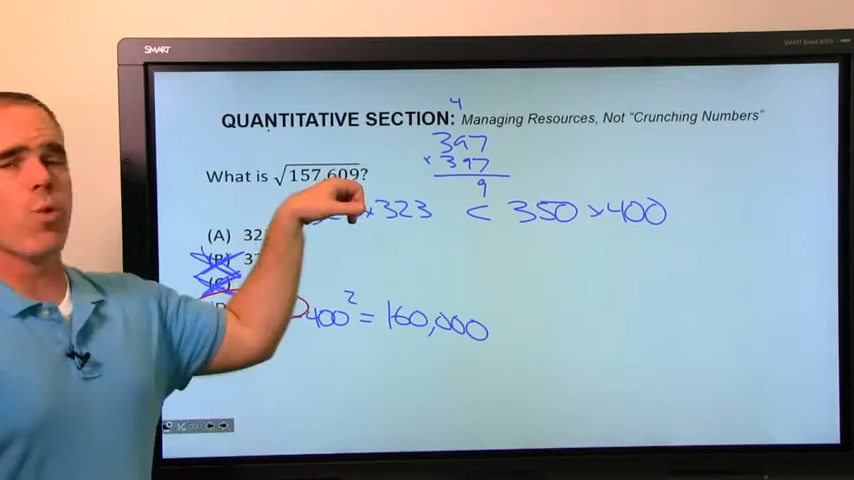 SMART
QUANTITATIVE SECTION: Managing Resources, Not "Crunching Numbers"
4
397
× 397
9
What is √157,609?
×323 < 350 × 400
(A) 32
(B) 37
(C)
400² = 160,000